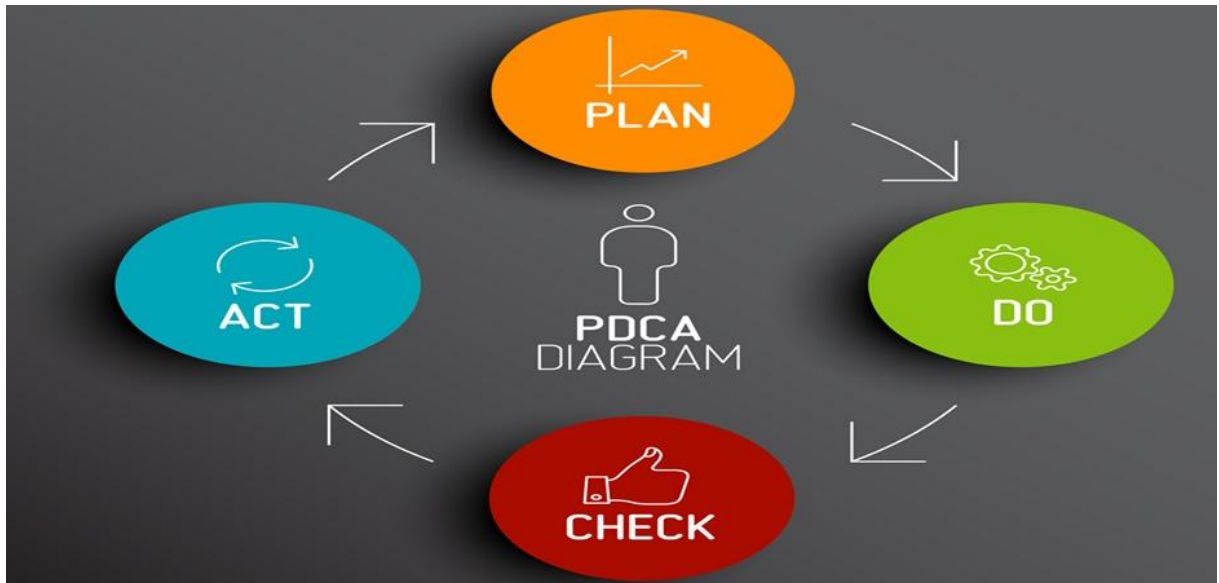 PLAN
DO
CHECK
ACT
PDCA
DIAGRAM